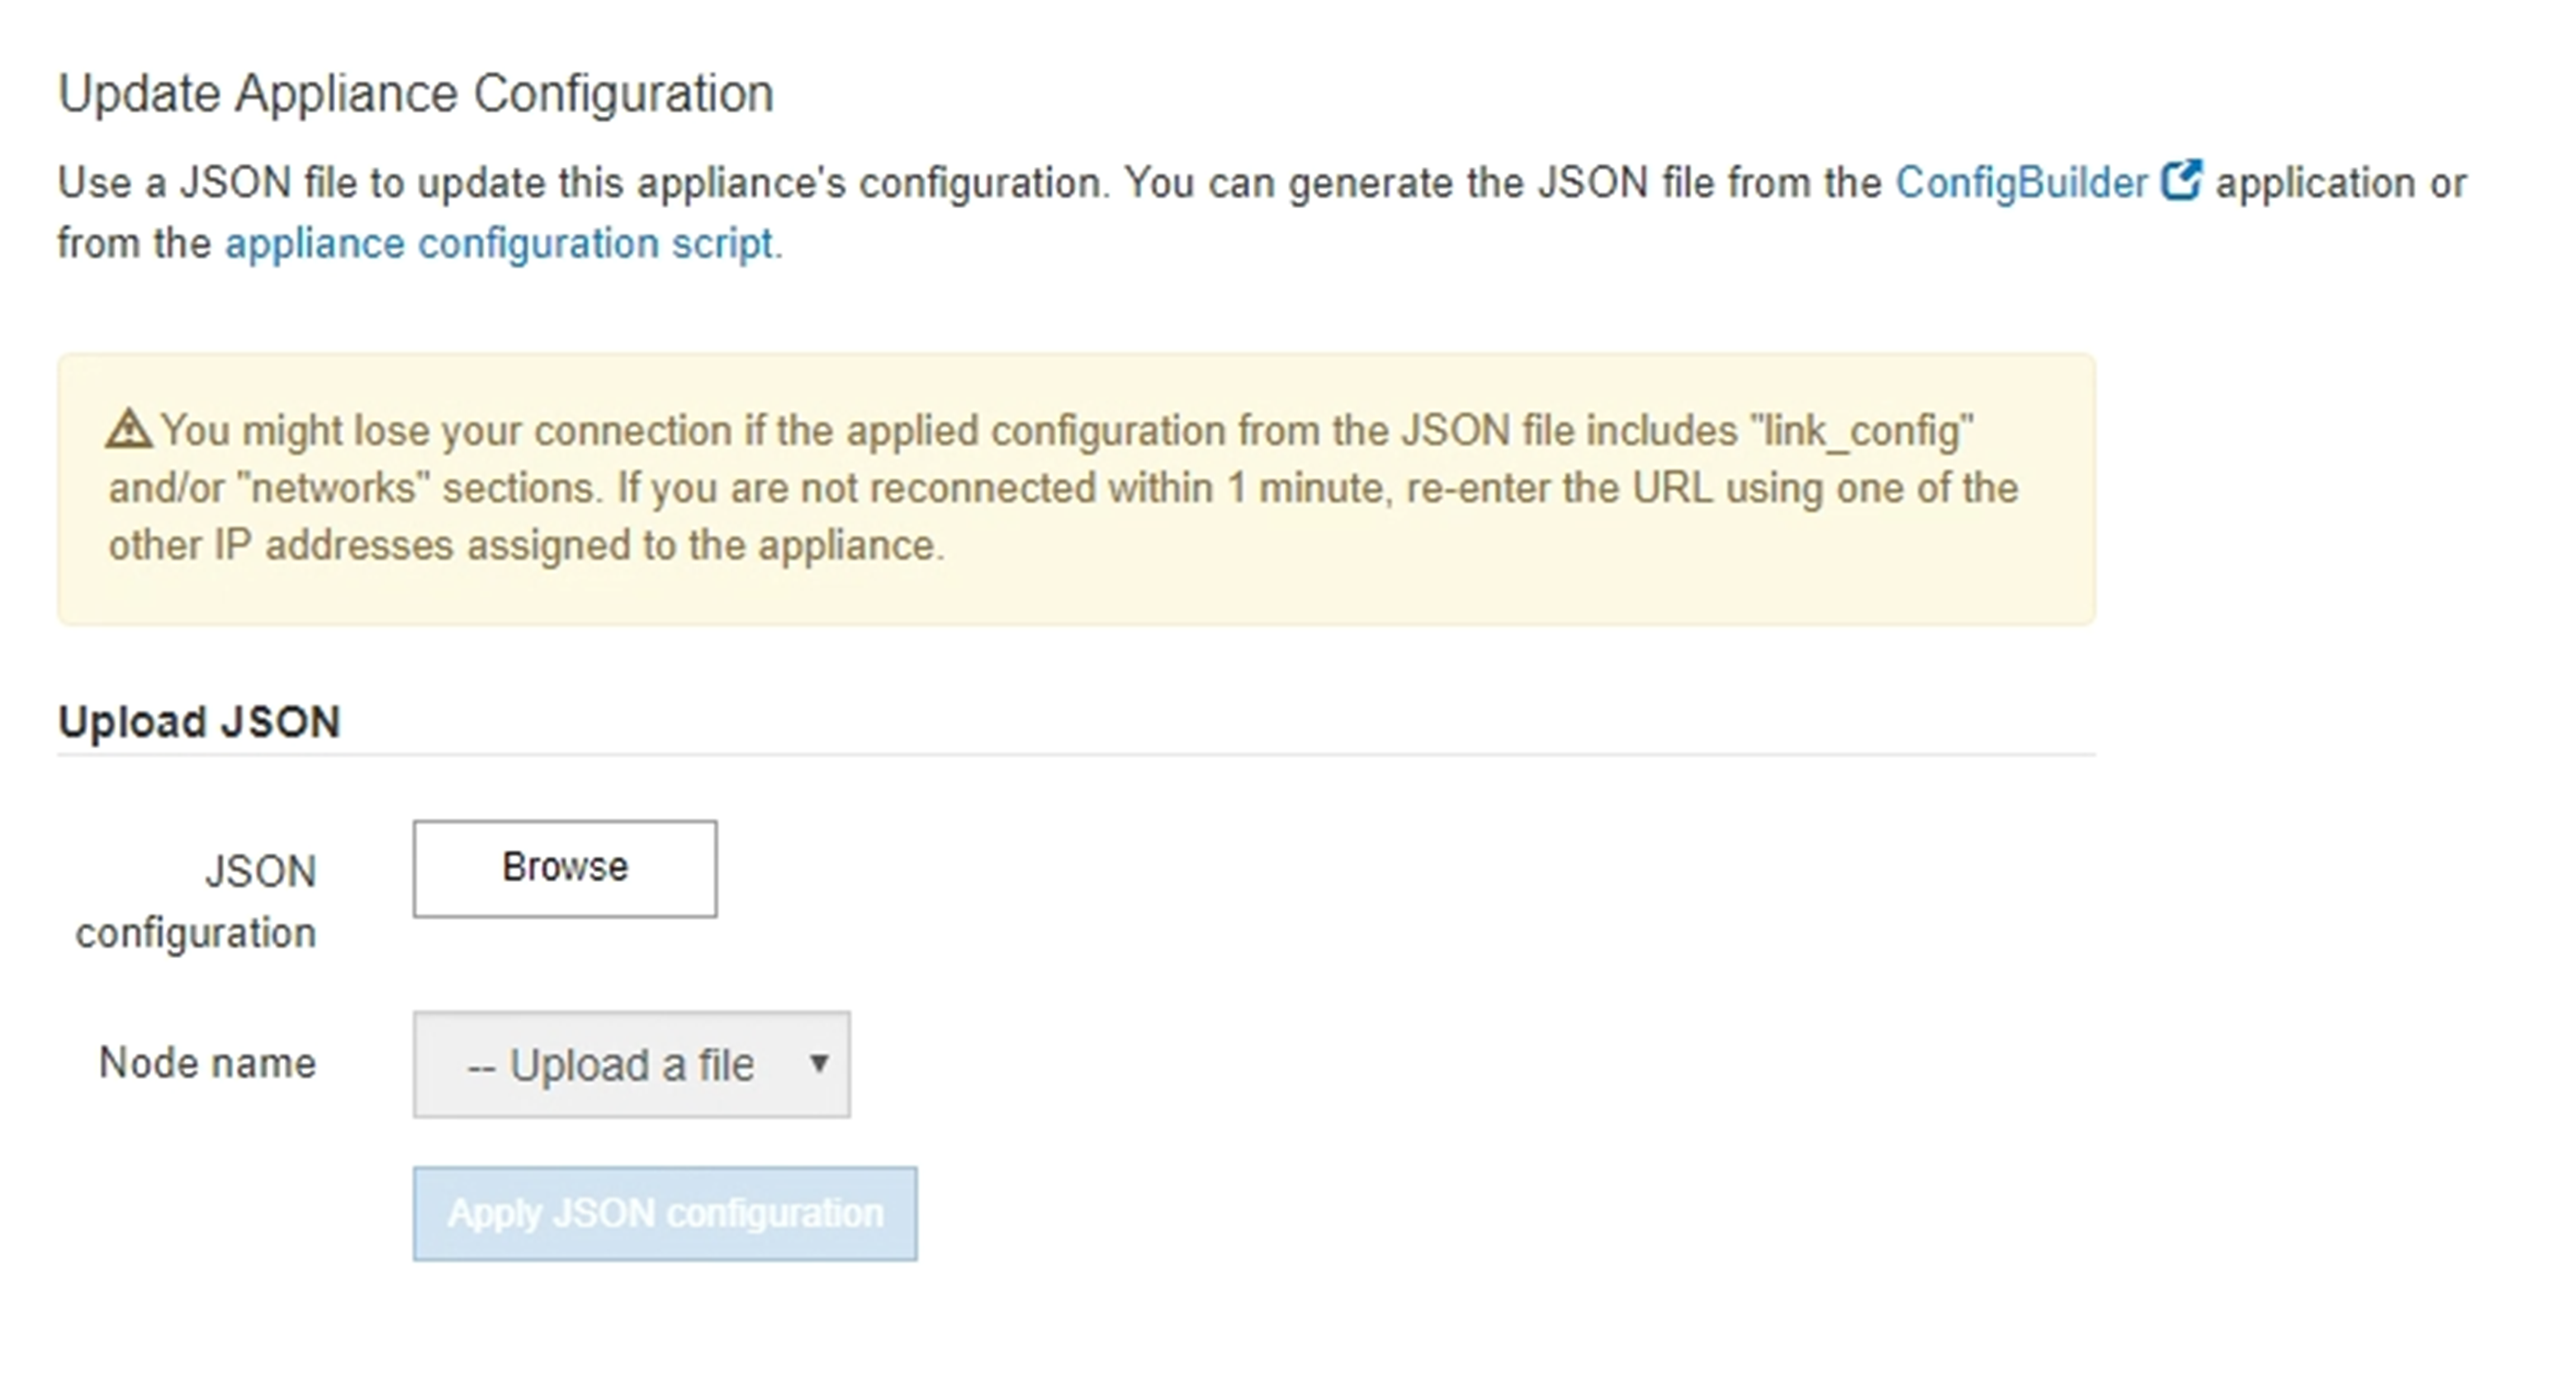 Update Appliance Configuration
Use a JSON file to update this appliance's configuration. You can generate the JSON file from the ConfigBuilder application or
from the appliance configuration script.
You might lose your connection if the applied configuration from the JSON file includes "link_config"
and/or "networks" sections. If you are not reconnected within 1 minute, re-enter the URL using one of the
other IP addresses assigned to the appliance.
Upload JSON
JSON
configuration
Browse
Node name
-- Upload a file
Apply JSON configuration